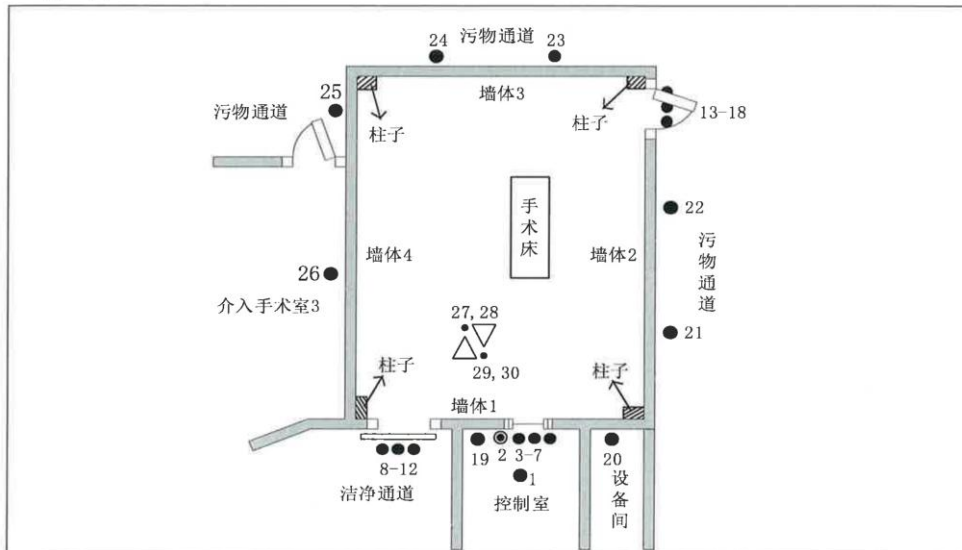 污物通道
24
23
墙体3
25
污物通道
柱子
柱子
13-18
手术床
22
污物通道
墙体4
墙体2
26
介入手术室3
27, 28
21
29, 30
柱子
柱子
墙体1
19
2
3-7
20
8-12
1
洁净通道
控制室
设备间